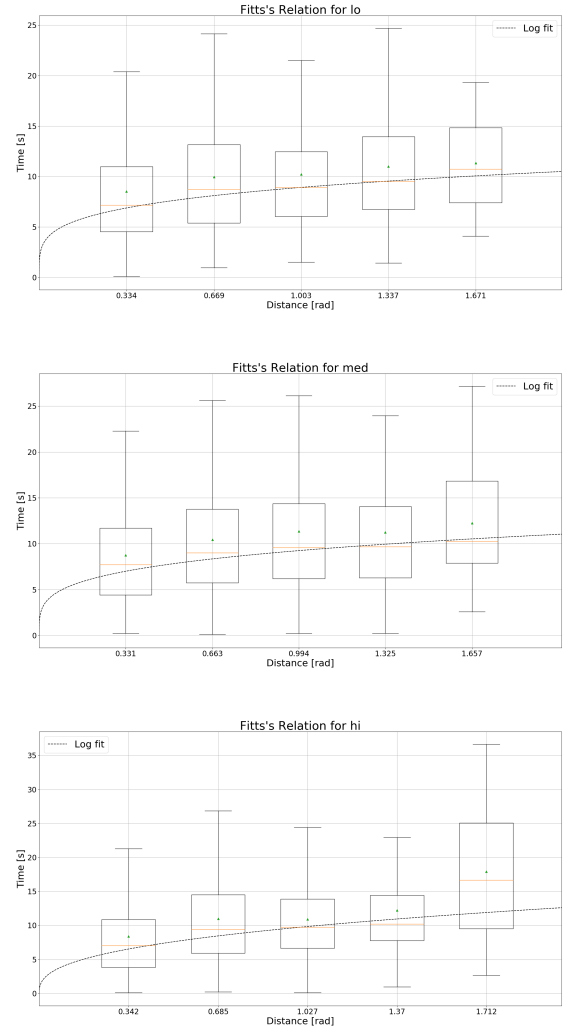 Fitts's Relation for lo
Log fit
25
20
15
10
5
0
Time [s]
0.334 0.669 1.003 1.337 1.671
Distance [rad]
Fitts's Relation for med
Log fit
25
20
15
10
5
0
Time [s]
0.331 0.663 0.994 1.325 1.657
Distance [rad]
Fitts's Relation for hi
Log fit
35
30
25
20
15
10
5
0
Time [s]
0.342 0.685 1.027 1.37 1.712
Distance [rad]